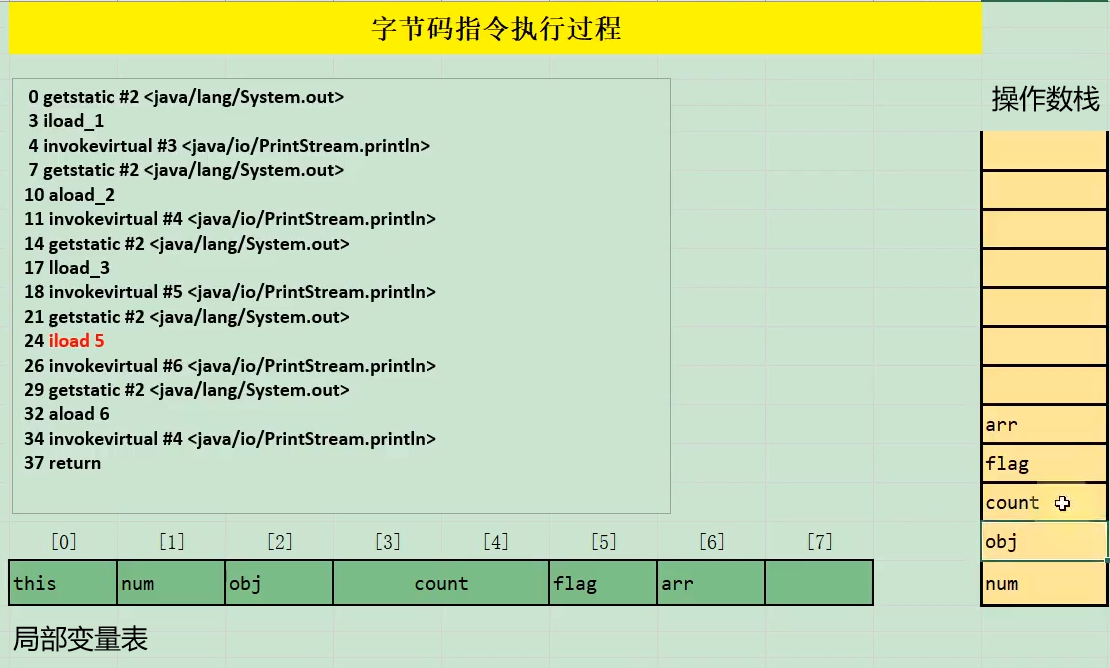 字节码指令执行过程
0 getstatic #2 <java/lang/System.out>
3 iload_1
4 invokevirtual #3 <java/io/PrintStream.println>
7 getstatic #2 <java/lang/System.out>
10 aload_2
11 invokevirtual #4 <java/io/PrintStream.println>
14 getstatic #2 <java/lang/System.out>
17 lload_3
18 invokevirtual #5 <java/io/PrintStream.println>
21 getstatic #2 <java/lang/System.out>
24 iload 5
26 invokevirtual #6 <java/io/PrintStream.println>
29 getstatic #2 <java/lang/System.out>
32 aload 6
34 invokevirtual #4 <java/io/PrintStream.println>
37 return
操作数栈
arr
flag
count
obj
num
[0] [1] [2] [3] [4] [5] [6] [7]
this num obj count flag arr
局部变量表